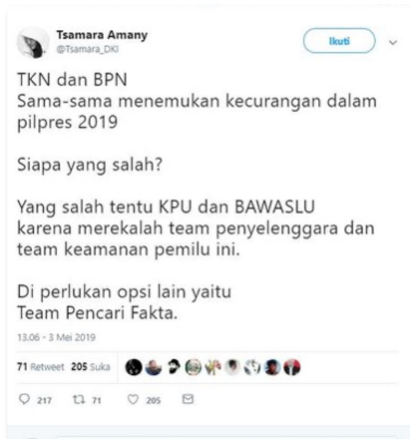 Tsamara Amany
@Tsamara_DKI
Ikuti
TKN dan BPN
Sama-sama menemukan kecurangan dalam
pilpres 2019
Siapa yang salah?
Yang salah tentu KPU dan BAWASLU
karena merekalah team penyelenggara dan
team keamanan pemilu ini.
Di perlukan opsi lain yaitu
Team Pencari Fakta.
13.06 - 3 Mei 2019
71 Retweet 205 Suka
217 71 205